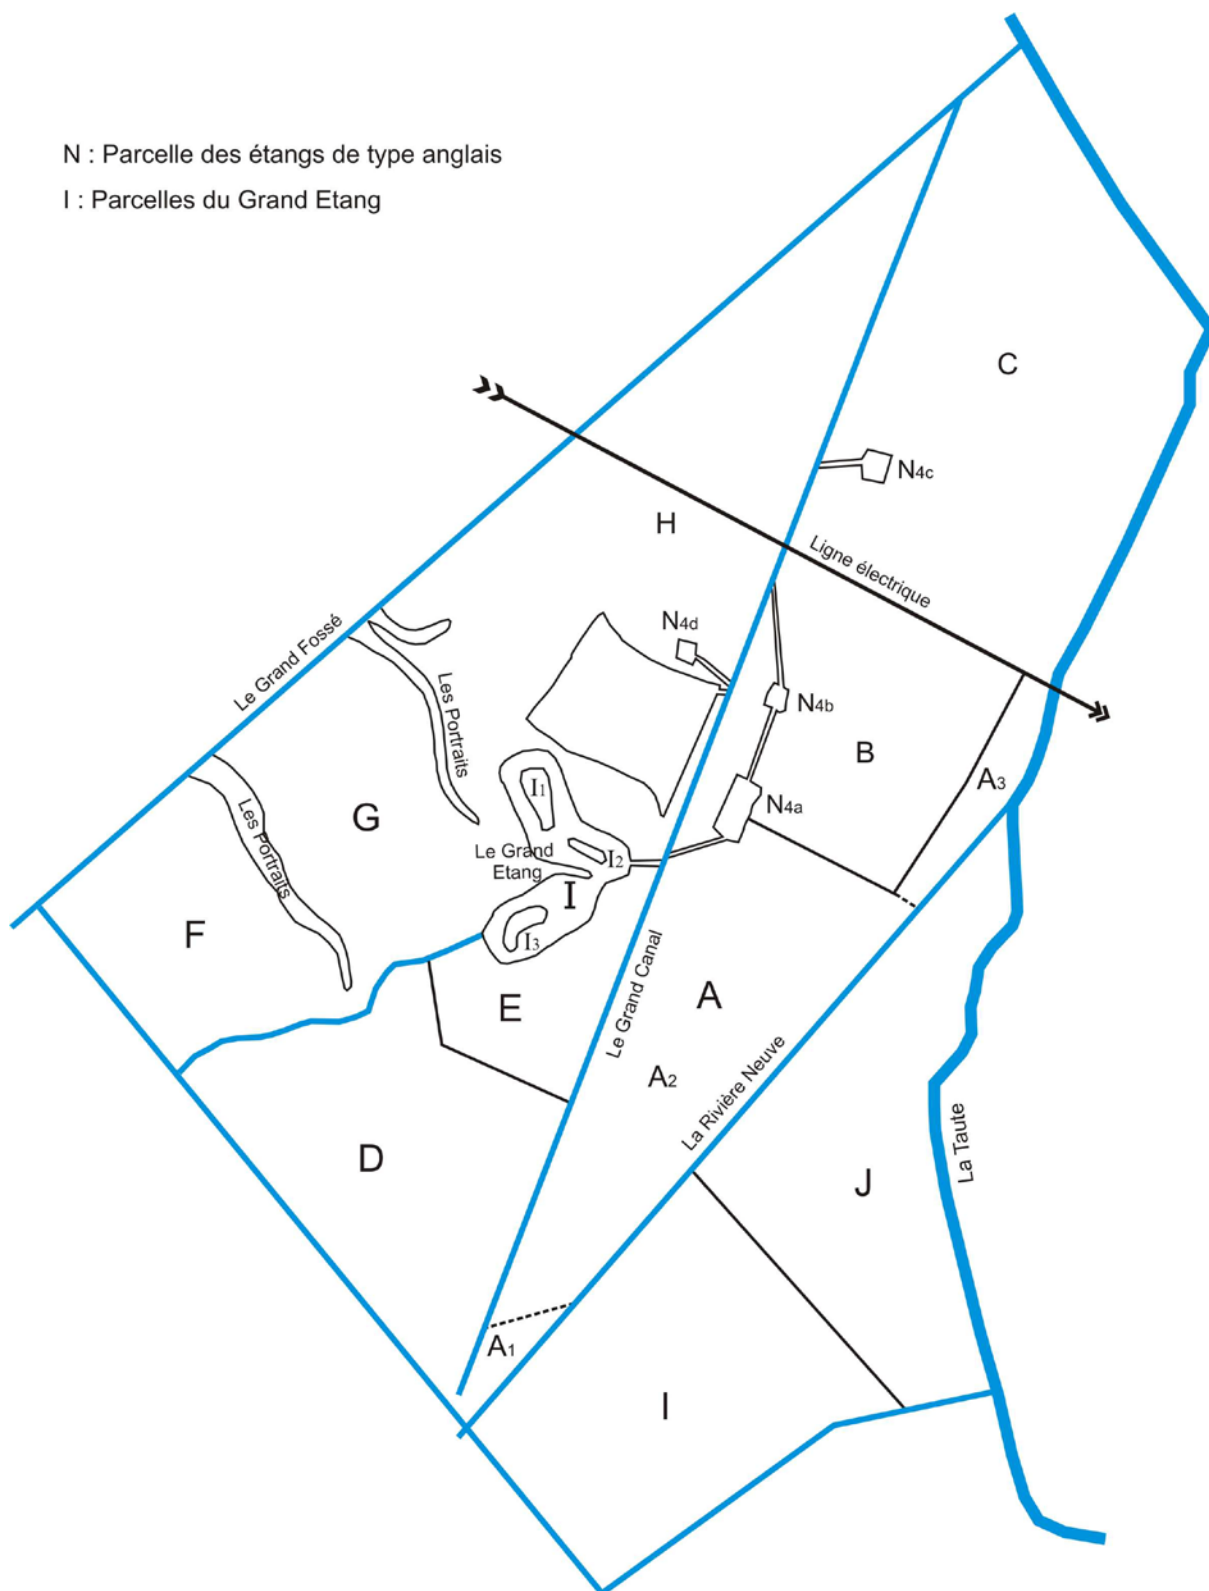 N : Parcelle des étangs de type anglais
I : Parcelles du Grand Etang
C
N4c
H
Ligne électrique
Le Grand Fossé
N4d
Les Portraits
N4b
B
A3
I1
N4a
Les Portraits
G
Le Grand
Etang
I2
I
F
I3
Le Grand Canal
E
A
A2
La Rivière Neuve
La Taute
D
J
A1
I